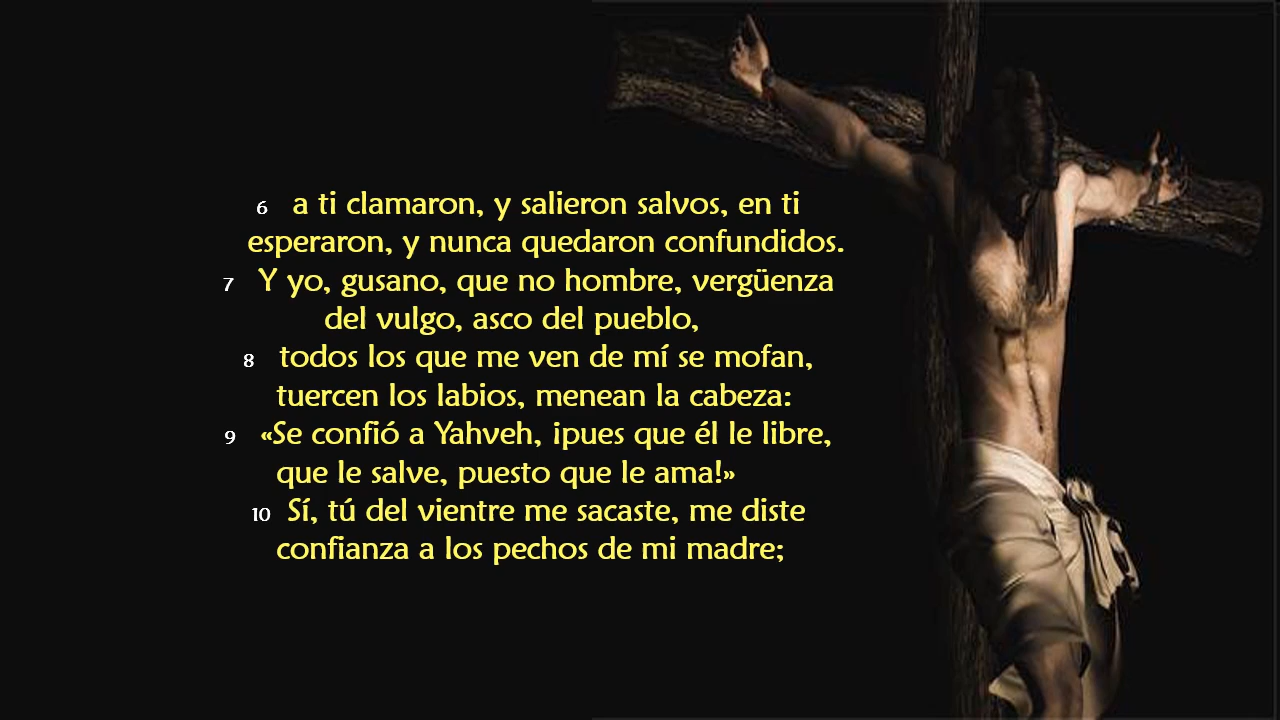 6 a ti clamaron, y salieron salvos, en ti
esperaron, y nunca quedaron confundidos.
7 Y yo, gusano, que no hombre, vergüenza
del vulgo, asco del pueblo,
8 todos los que me ven de mí se mofan,
tuercen los labios, menean la cabeza:
9 «Se confió a Yahveh, ¡pues que él le libre,
que le salve, puesto que le ama!»
10 Sí, tú del vientre me sacaste, me diste
confianza a los pechos de mi madre;